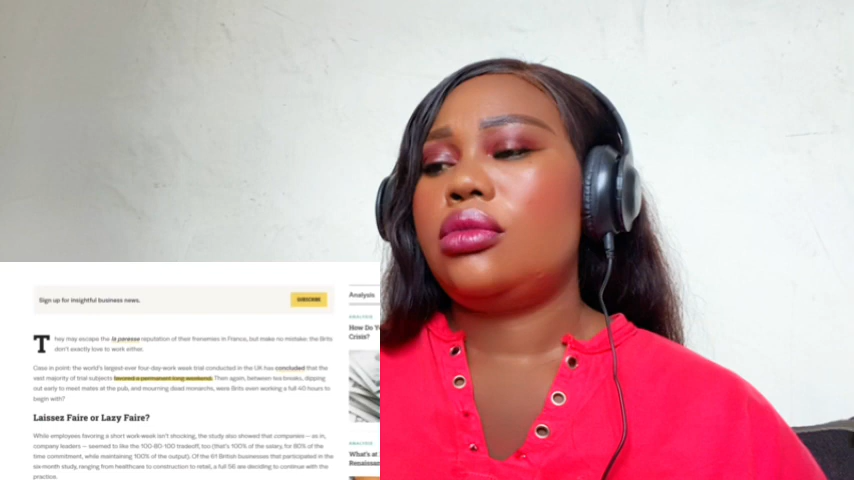 Sign up for insightful business news.
SUBSCRIBE
They may escape the la paresse reputation of their frenemies in France, but make no mistake: the Brits
don't exactly love to work either.
Case in point: the world's largest-ever four-day-work week trial conducted in the UK has concluded that the
vast majority of trial subjects favored a permanent long weekend. Then again, between tea breaks, dipping
out early to meet mates at the pub, and mourning dead monarchs, were Brits even working a full 40 hours to
begin with?
Laissez Faire or Lazy Faire?
While employees favoring a short work-week isn't shocking, the study also showed that companies — as in,
company leaders — seemed to like the 100-80-100 tradeoff, too (that's 100% of the salary, for 80% of the
time commitment, while maintaining 100% of the output). Of the 61 British businesses that participated in the
six-month study, ranging from healthcare to construction to retail, a full 56 are deciding to continue with the
practice.
Analysis
ANALYSIS
How Do Y
Crisis?
ANALYSIS
What's at
Renaissan